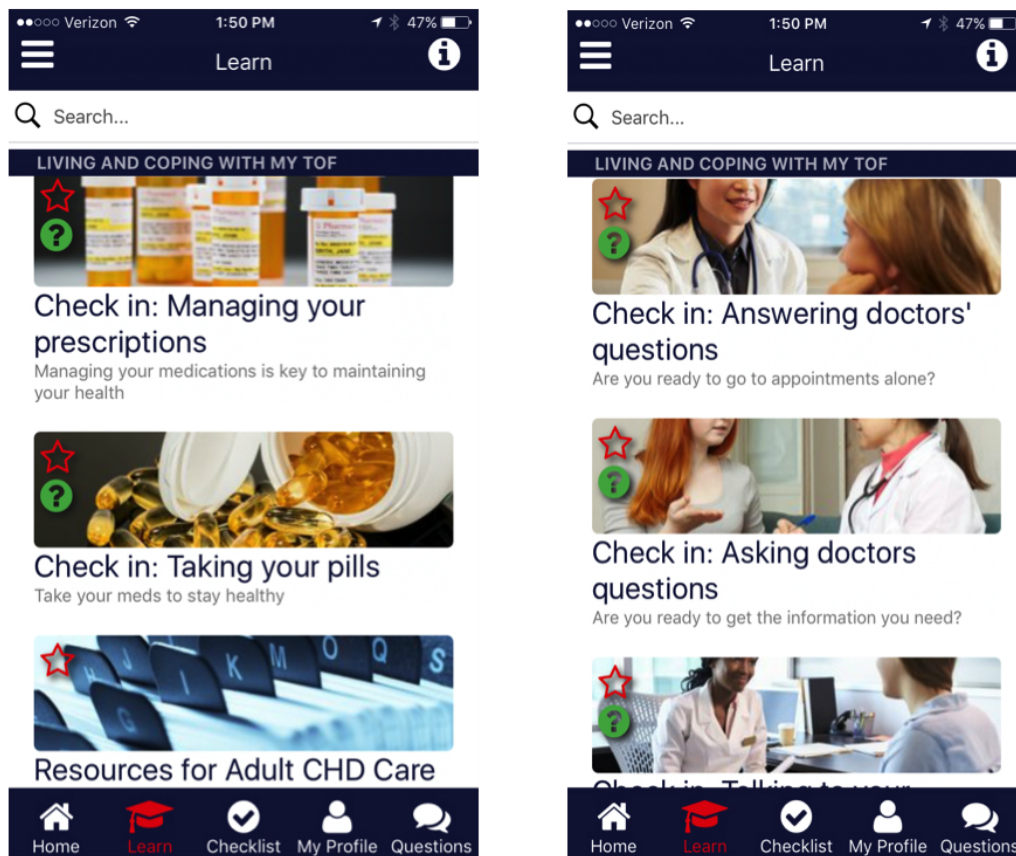 Verizon 1:50 PM 47%
Learn
Search...
LIVING AND COPING WITH MY TOF
Check in: Managing your
prescriptions
Managing your medications is key to maintaining
your health
Check in: Taking your pills
Take your meds to stay healthy
H J I K M O Q S
G
Resources for Adult CHD Care
Home Learn Checklist My Profile Questions
Verizon 1:50 PM 47%
Learn
Search...
LIVING AND COPING WITH MY TOF
Check in: Answering doctors'
questions
Are you ready to go to appointments alone?
Check in: Asking doctors
questions
Are you ready to get the information you need?
Check in: Talking to your
Home Learn Checklist My Profile Questions